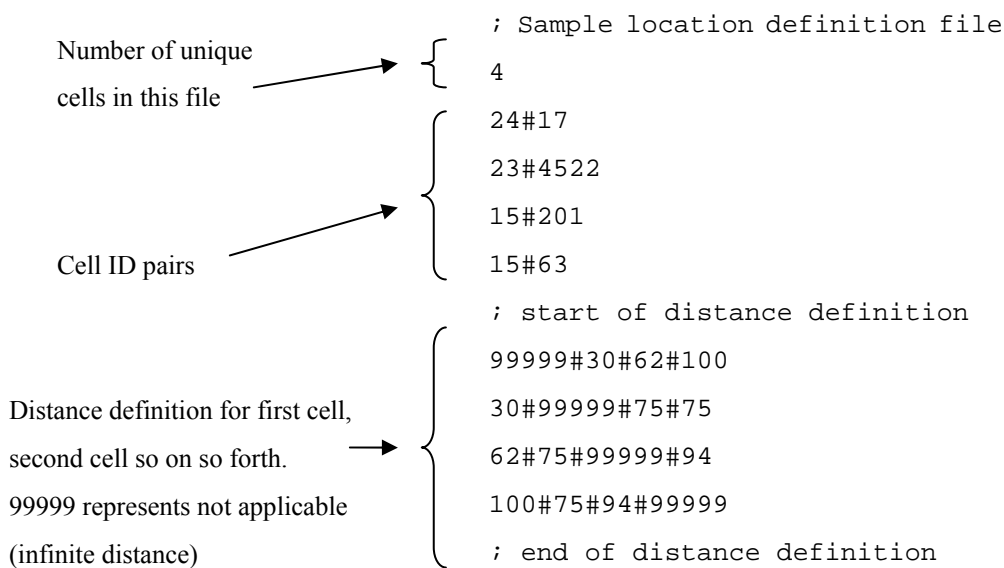 ; Sample location definition file
Number of unique
cells in this file
4
24#17
23#4522
15#201
15#63
Cell ID pairs
; start of distance definition
99999#30#62#100
30#99999#75#75
62#75#99999#94
100#75#94#99999
; end of distance definition
Distance definition for first cell,
second cell so on so forth.
99999 represents not applicable
(infinite distance)